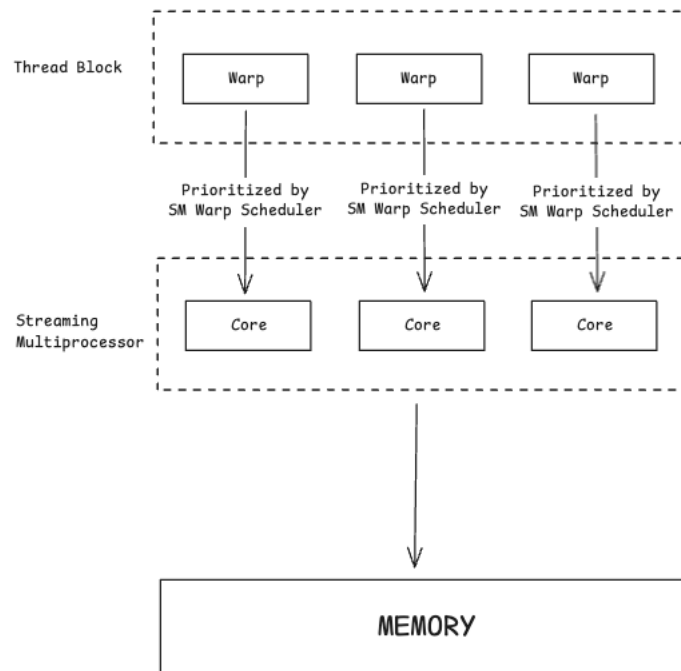 Thread Block
Warp
Warp
Warp
Prioritized by
SM Warp Scheduler
Prioritized by
SM Warp Scheduler
Prioritized by
SM Warp Scheduler
Streaming
Multiprocessor
Core
Core
Core
MEMORY